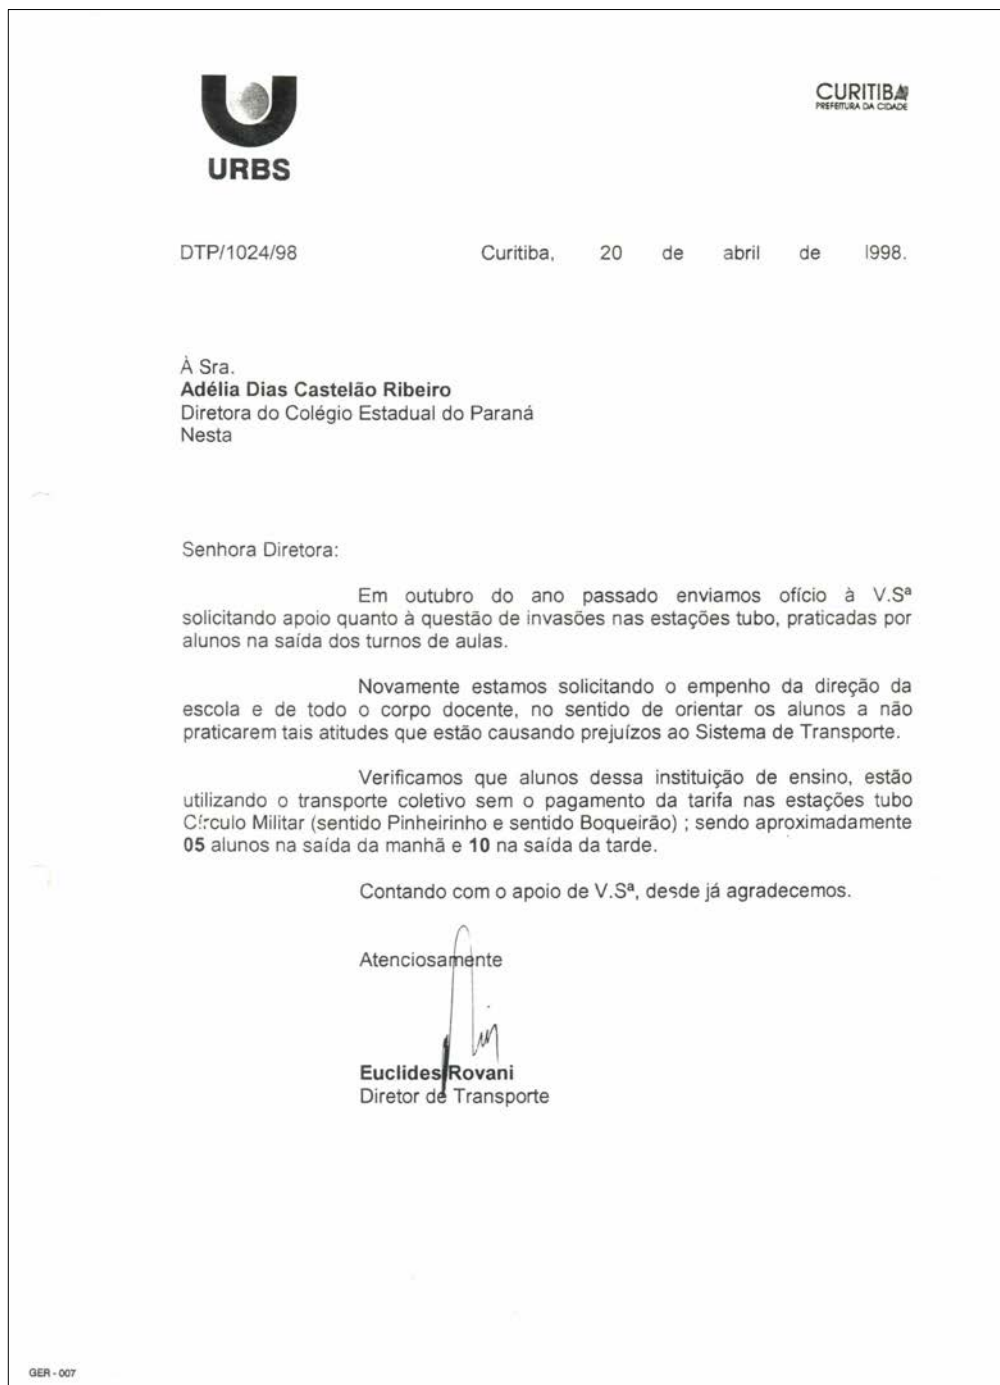 URBS
CURITIBA
PREFEITURA DA CIDADE
DTP/1024/98 Curitiba, 20 de abril de 1998.
À Sra.
Adélia Dias Castelão Ribeiro
Diretora do Colégio Estadual do Paraná
Nesta
Senhora Diretora:
Em outubro do ano passado enviamos ofício à V.Sª
solicitando apoio quanto à questão de invasões nas estações tubo, praticadas por
alunos na saída dos turnos de aulas.
Novamente estamos solicitando o empenho da direção da
escola e de todo o corpo docente, no sentido de orientar os alunos a não
praticarem tais atitudes que estão causando prejuízos ao Sistema de Transporte.
Verificamos que alunos dessa instituição de ensino, estão
utilizando o transporte coletivo sem o pagamento da tarifa nas estações tubo
Círculo Militar (sentido Pinheirinho e sentido Boqueirão) ; sendo aproximadamente
05 alunos na saída da manhã e 10 na saída da tarde.
Contando com o apoio de V.Sª, desde já agradecemos.
Atenciosamente
Euclides Rovani
Diretor de Transporte
GER - 007